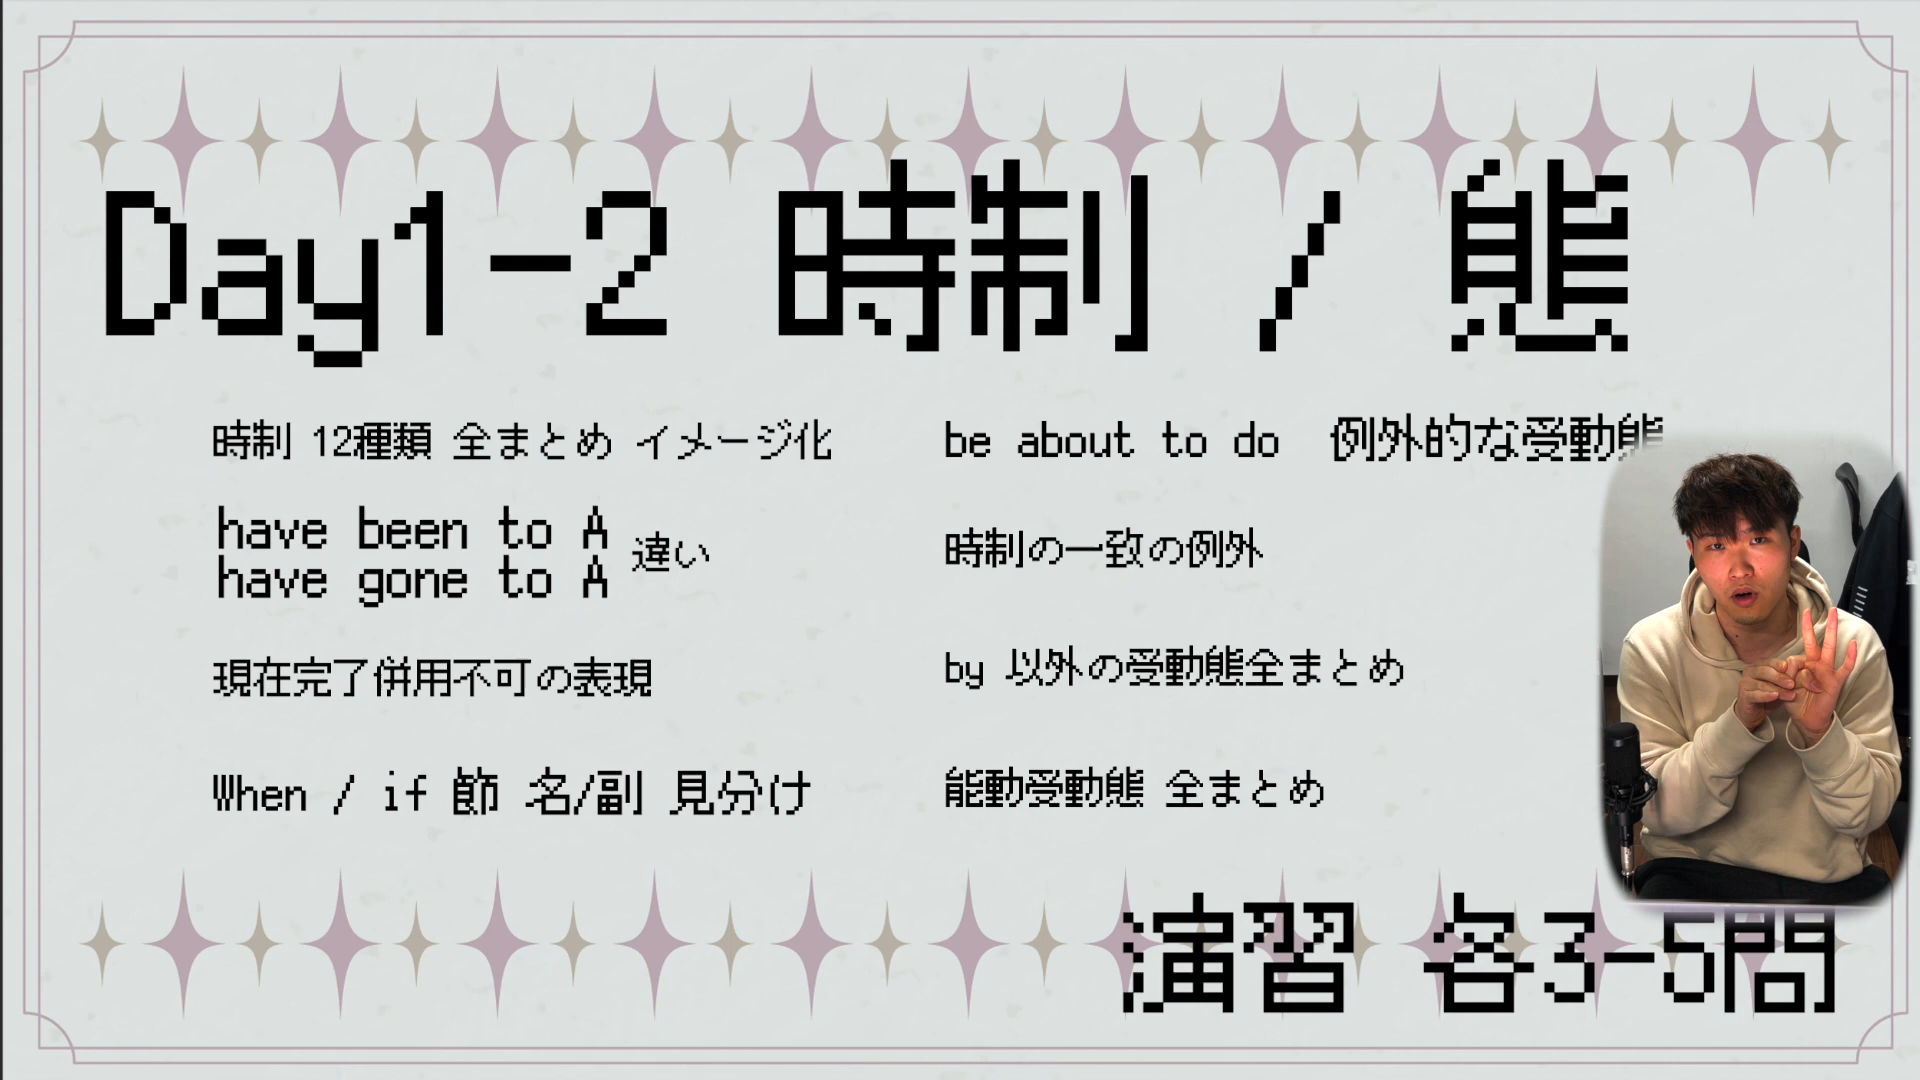 Day1-2 時制 / 態
時制 12種類 全まとめ イメージ化
have been to A
have gone to A
違い
現在完了併用不可の表現
When / if 節 名/副 見分け
be about to do 例外的な受動態
時制の一致の例外
by 以外の受動態全まとめ
能動受動態 全まとめ
演習 各3-5問